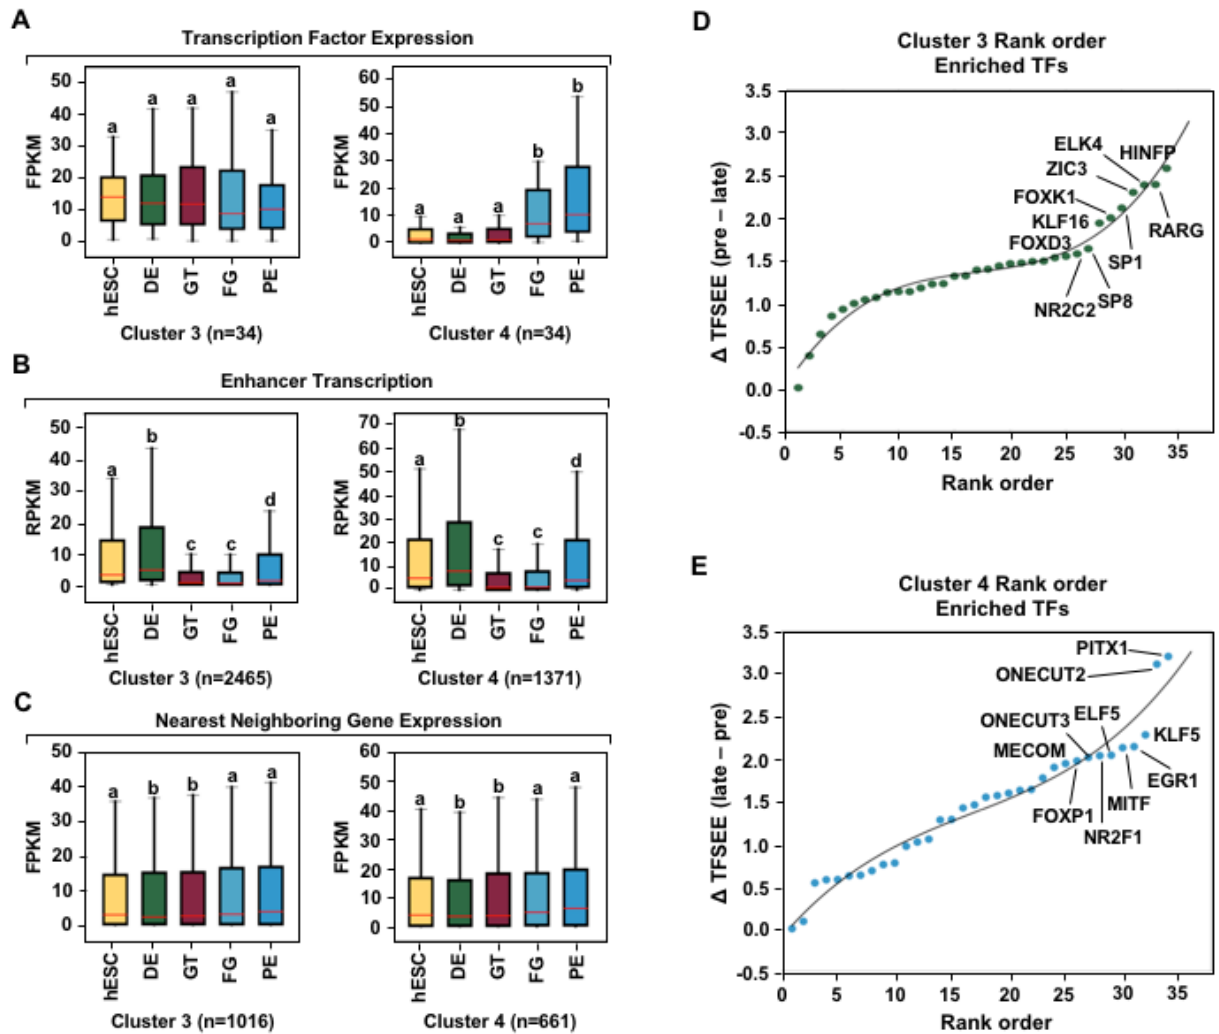 A
Transcription Factor Expression
FPKM
50
40
30
20
10
0
a
a
a
a
a
hESC
DE
GT
FG
PE
Cluster 3 (n=34)
FPKM
60
50
40
30
20
10
0
a
a
a
b
b
hESC
DE
GT
FG
PE
Cluster 4 (n=34)
B
Enhancer Transcription
RPKM
50
40
30
20
10
0
a
b
c
c
d
hESC
DE
GT
FG
PE
Cluster 3 (n=2465)
RPKM
70
60
50
40
30
20
10
0
a
b
c
c
d
hESC
DE
GT
FG
PE
Cluster 4 (n=1371)
C
Nearest Neighboring Gene Expression
FPKM
50
40
30
20
10
0
a
b
b
a
a
hESC
DE
GT
FG
PE
Cluster 3 (n=1016)
FPKM
60
50
40
30
20
10
0
a
b
b
a
a
hESC
DE
GT
FG
PE
Cluster 4 (n=661)
D
Cluster 3 Rank order
Enriched TFs
Δ TFSEE (pre – late)
3.5
3.0
2.5
2.0
1.5
1.0
0.5
0.0
-0.5
ELK4
HINFP
ZIC3
FOXK1
KLF16
RARG
FOXD3
SP1
NR2C2
SP8
0
5
10
15
20
25
30
35
Rank order
E
Cluster 4 Rank order
Enriched TFs
Δ TFSEE (late – pre)
3.5
3.0
2.5
2.0
1.5
1.0
0.5
0.0
-0.5
PITX1
ONECUT2
ONECUT3
ELF5
KLF5
MECOM
EGR1
MITF
FOXP1
NR2F1
0
5
10
15
20
25
30
35
Rank order